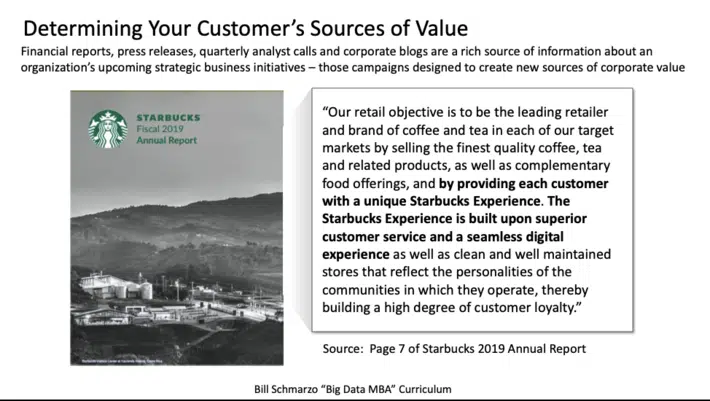 Determining Your Customer's Sources of Value
Financial reports, press releases, quarterly analyst calls and corporate blogs are a rich source of information about an
organization's upcoming strategic business initiatives – those campaigns designed to create new sources of corporate value
STARBUCKS
Fiscal 2019
Annual Report
“Our retail objective is to be the leading retailer
and brand of coffee and tea in each of our target
markets by selling the finest quality coffee, tea
and related products, as well as complementary
food offerings, and by providing each customer
with a unique Starbucks Experience. The
Starbucks Experience is built upon superior
customer service and a seamless digital
experience as well as clean and well maintained
stores that reflect the personalities of the
communities in which they operate, thereby
building a high degree of customer loyalty.”
Source: Page 7 of Starbucks 2019 Annual Report
Bill Schmarzo “Big Data MBA” Curriculum